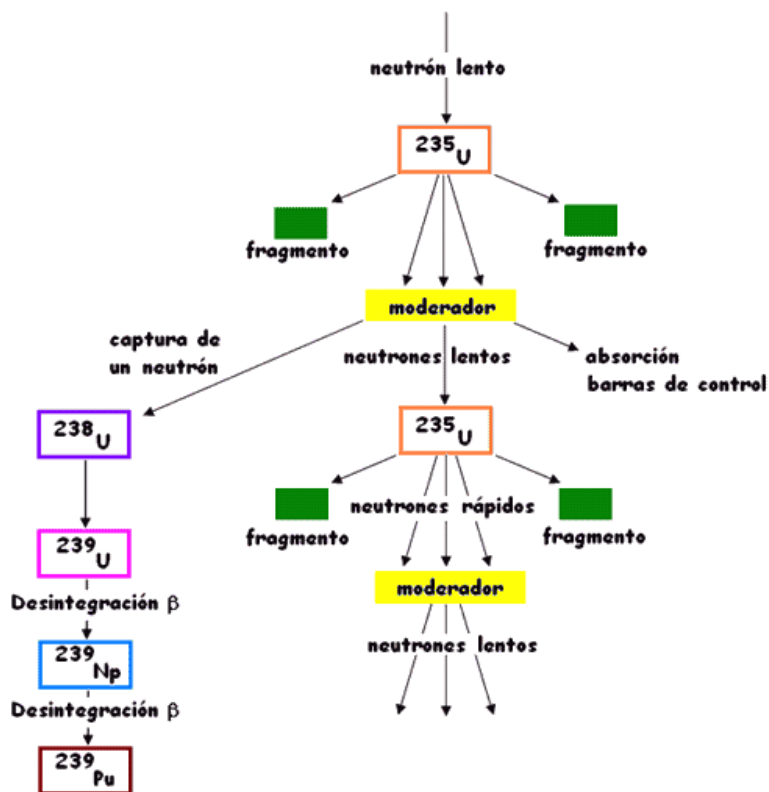 neutrón lento
235U
fragmento
fragmento
moderador
captura de
un neutrón
neutrones lentos
absorción
barras de control
238U
235U
neutrones rápidos
fragmento
fragmento
239U
Desintegración β
moderador
239Np
neutrones lentos
Desintegración β
239Pu